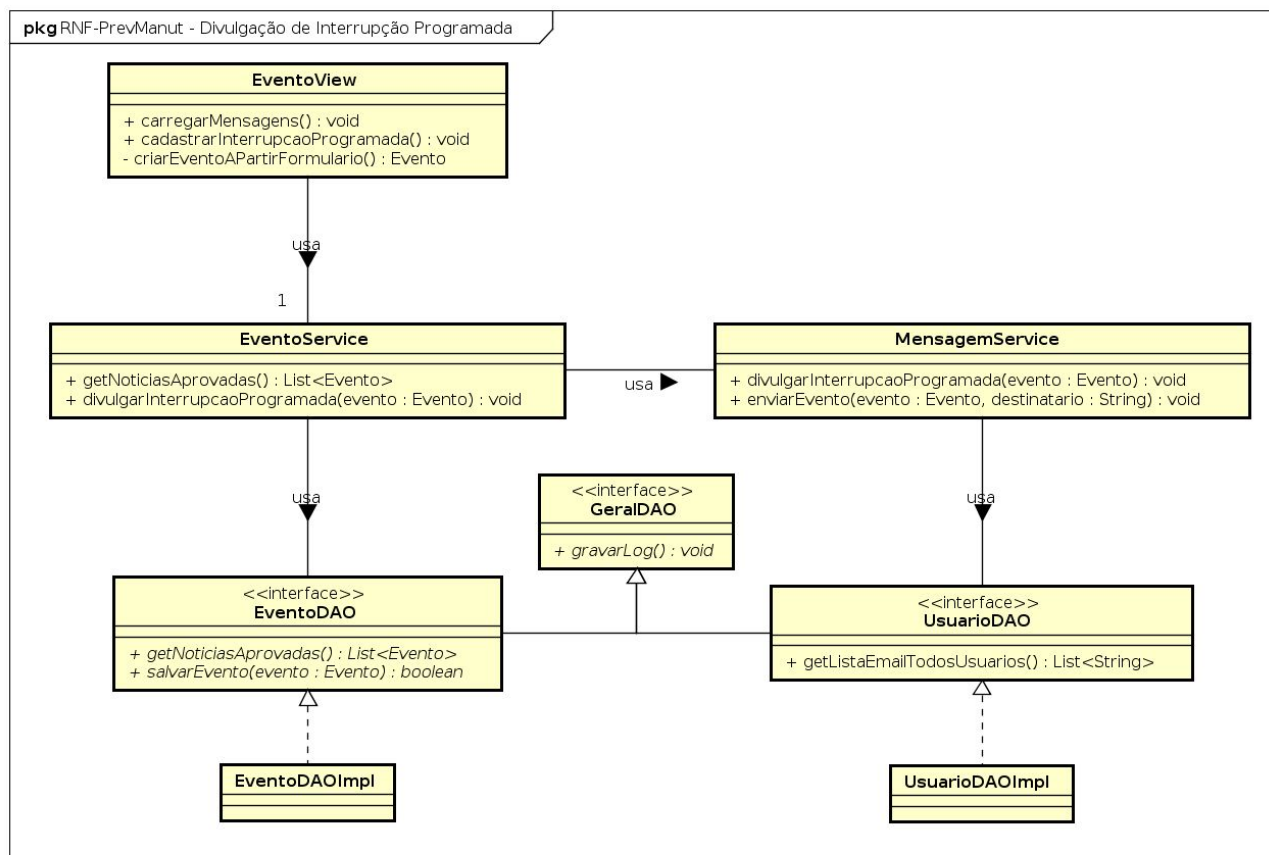 pkg RNF-PrevManut - Divulgação de Interrupção Programada
EventoView
+ carregarMensagens() : void
+ cadastrarInterrupcaoProgramada() : void
- criarEventoAPartirFormulario() : Evento
usa
1
EventoService
+ getNoticiasAprovadas() : List<Evento>
+ divulgarInterrupcaoProgramada(evento : Evento) : void
usa
MensagemService
+ divulgarInterrupcaoProgramada(evento : Evento) : void
+ enviarEvento(evento : Evento, destinatario : String) : void
usa
usa
<<interface>>
GeralDAO
+ gravarLog() : void
<<interface>>
EventoDAO
+ getNoticiasAprovadas() : List<Evento>
+ salvarEvento(evento : Evento) : boolean
<<interface>>
UsuarioDAO
+ getListaEmailTodosUsuarios() : List<String>
EventoDAOImpl
UsuarioDAOImpl